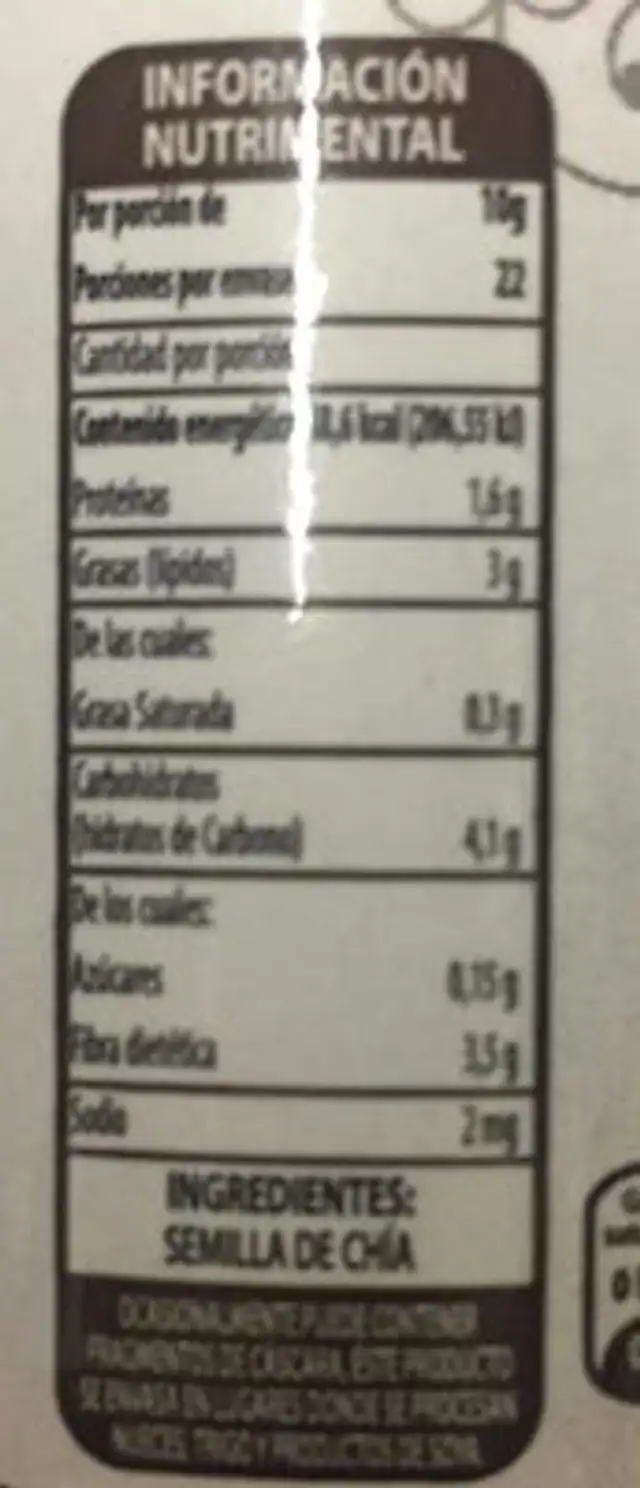 INFORMACIÓN
NUTRIMENTAL
Por porción de 10g
Porciones por envase 22
Cantidad por porción
Contenido energético kcal (206,55 kJ)
Proteínas 1,6 g
Grasas (lípidos) 3 g
De las cuales:
Grasa Saturada 0,3 g
Carbohidratos
(hidratos de Carbono) 4,1 g
De los cuales:
Azúcares 0,15 g
Fibra dietética 3,5 g
Sodio 2 mg
INGREDIENTES:
SEMILLA DE CHÍA
OCASIONALMENTE PUEDE CONTENER
FRAGMENTOS DE CÁSCARA, ESTE PRODUCTO
SE ENVASA EN LUGARES DONDE SE PROCESAN
NUECES, TRIGO Y PRODUCTOS DE SOYA.